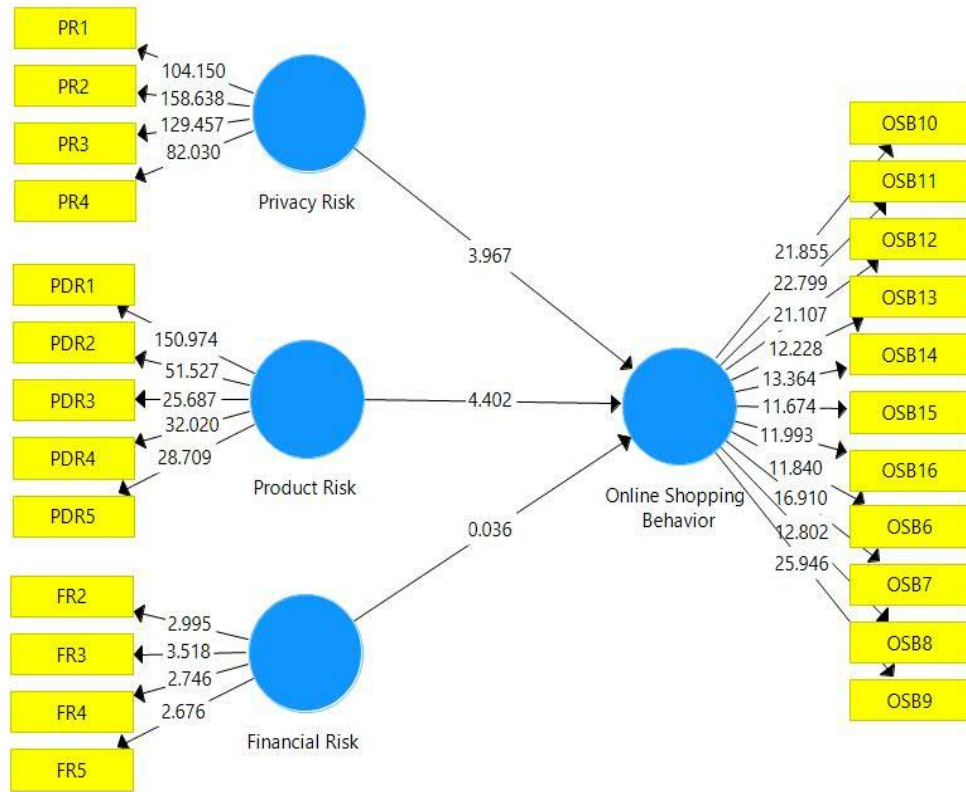 PR1
PR2
PR3
PR4
104.150
158.638
129.457
82.030
Privacy Risk
3.967
PDR1
PDR2
PDR3
PDR4
PDR5
150.974
51.527
25.687
32.020
28.709
Product Risk
4.402
FR2
FR3
FR4
FR5
2.995
3.518
2.746
2.676
Financial Risk
0.036
Online Shopping
Behavior
21.855
22.799
21.107
12.228
13.364
11.674
11.993
11.840
16.910
12.802
25.946
OSB10
OSB11
OSB12
OSB13
OSB14
OSB15
OSB16
OSB6
OSB7
OSB8
OSB9